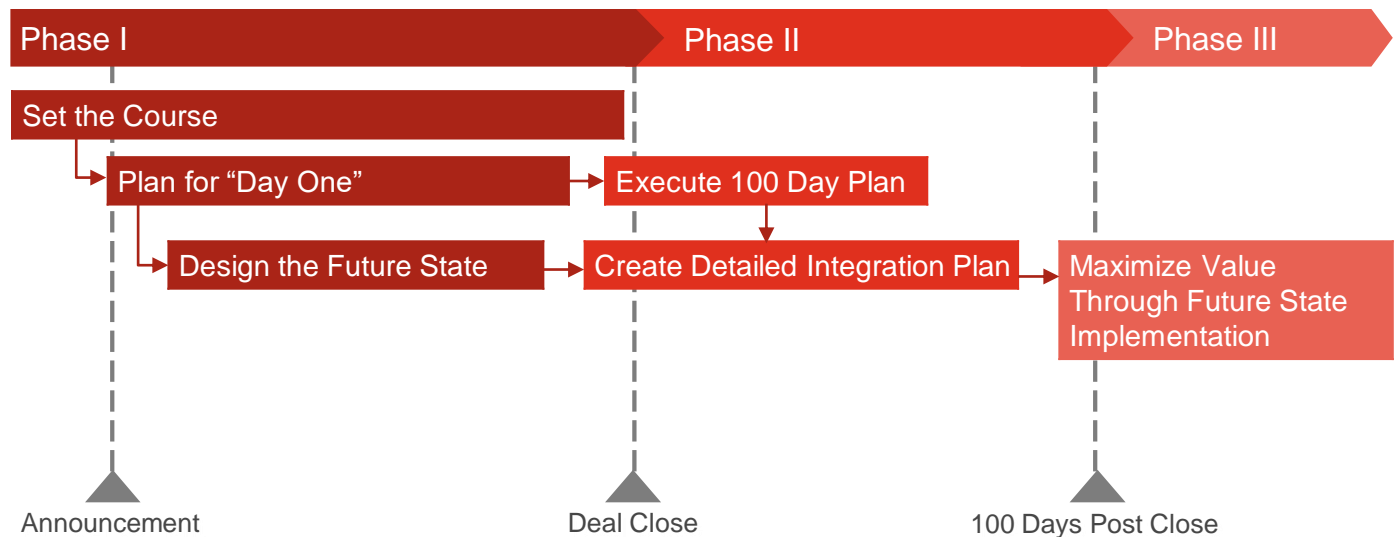 Phase I
Phase II
Phase III
Set the Course
Plan for “Day One”
Execute 100 Day Plan
Design the Future State
Create Detailed Integration Plan
Maximize Value
Through Future State
Implementation
Announcement
Deal Close
100 Days Post Close